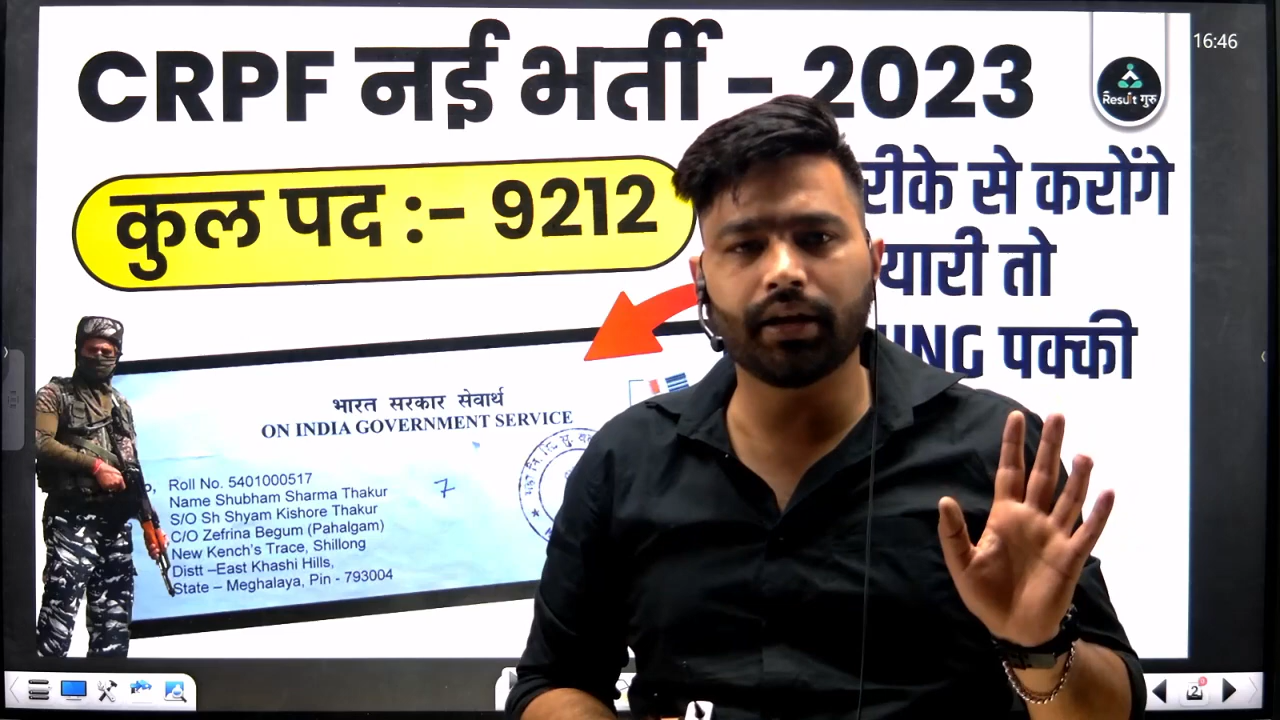 CRPF नई भर्ती - 2023
16:46
Result गुरु
कुल पद :- 9212
से करोंगे
तो
पक्की
भारत सरकार सेवार्थ
ON INDIA GOVERNMENT SERVICE
Roll No. 5401000517
Name Shubham Sharma Thakur
S/O Sh Shyam Kishore Thakur
C/O Zefrina Begum (Pahalgam)
New Kench's Trace, Shillong
Distt –East Khashi Hills,
State – Meghalaya, Pin - 793004
7
2